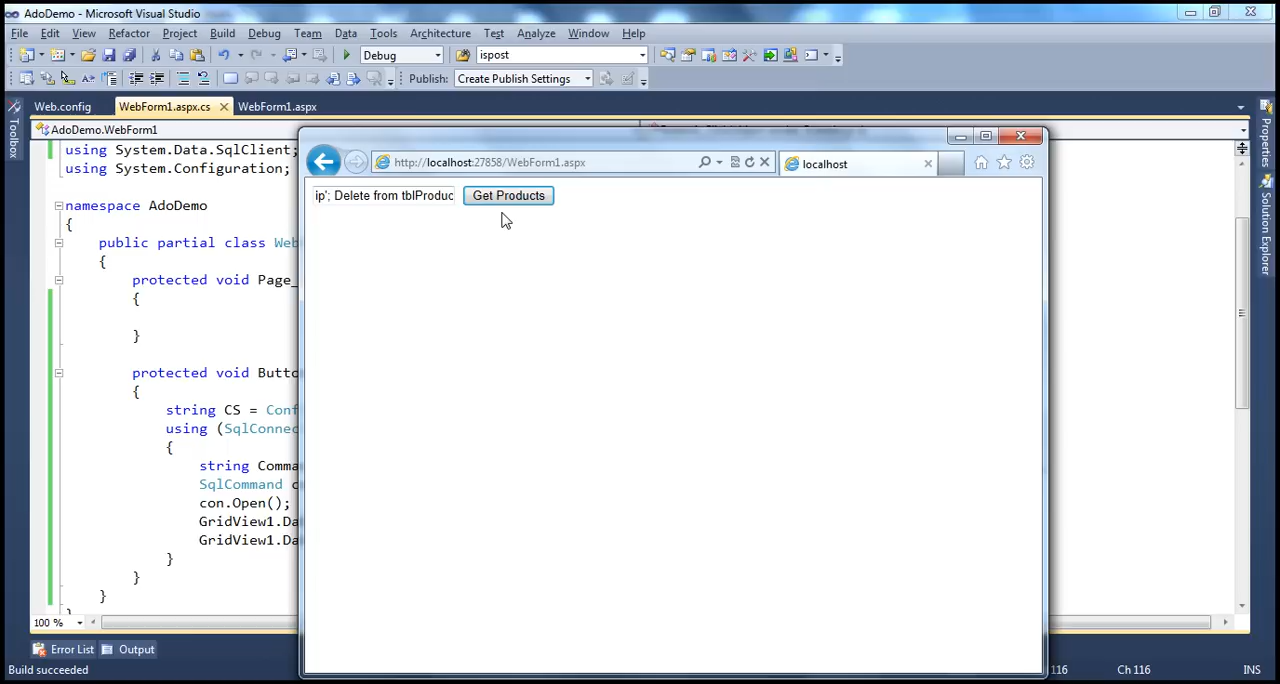 AdoDemo - Microsoft Visual Studio
File Edit View Refactor Project Build Debug Team Data Tools Architecture Test Analyze Window Help
Debug ispost
Publish: Create Publish Settings
Web.config WebForm1.aspx.cs WebForm1.aspx
AdoDemo.WebForm1
http://localhost:27858/WebForm1.aspx localhost
ip'; Delete from tblProduc Get Products
using System.Data.SqlClient;
using System.Configuration;
namespace AdoDemo
{
public partial class Web
{
protected void Page_
{
}
protected void Butto
{
string CS = Conf
using (SqlConnec
{
string Comma
SqlCommand c
con.Open();
GridView1.Da
GridView1.Da
}
}
}
Toolbox
Properties
Solution Explorer
100 %
Error List Output
Build succeeded 116 Ch 116 INS